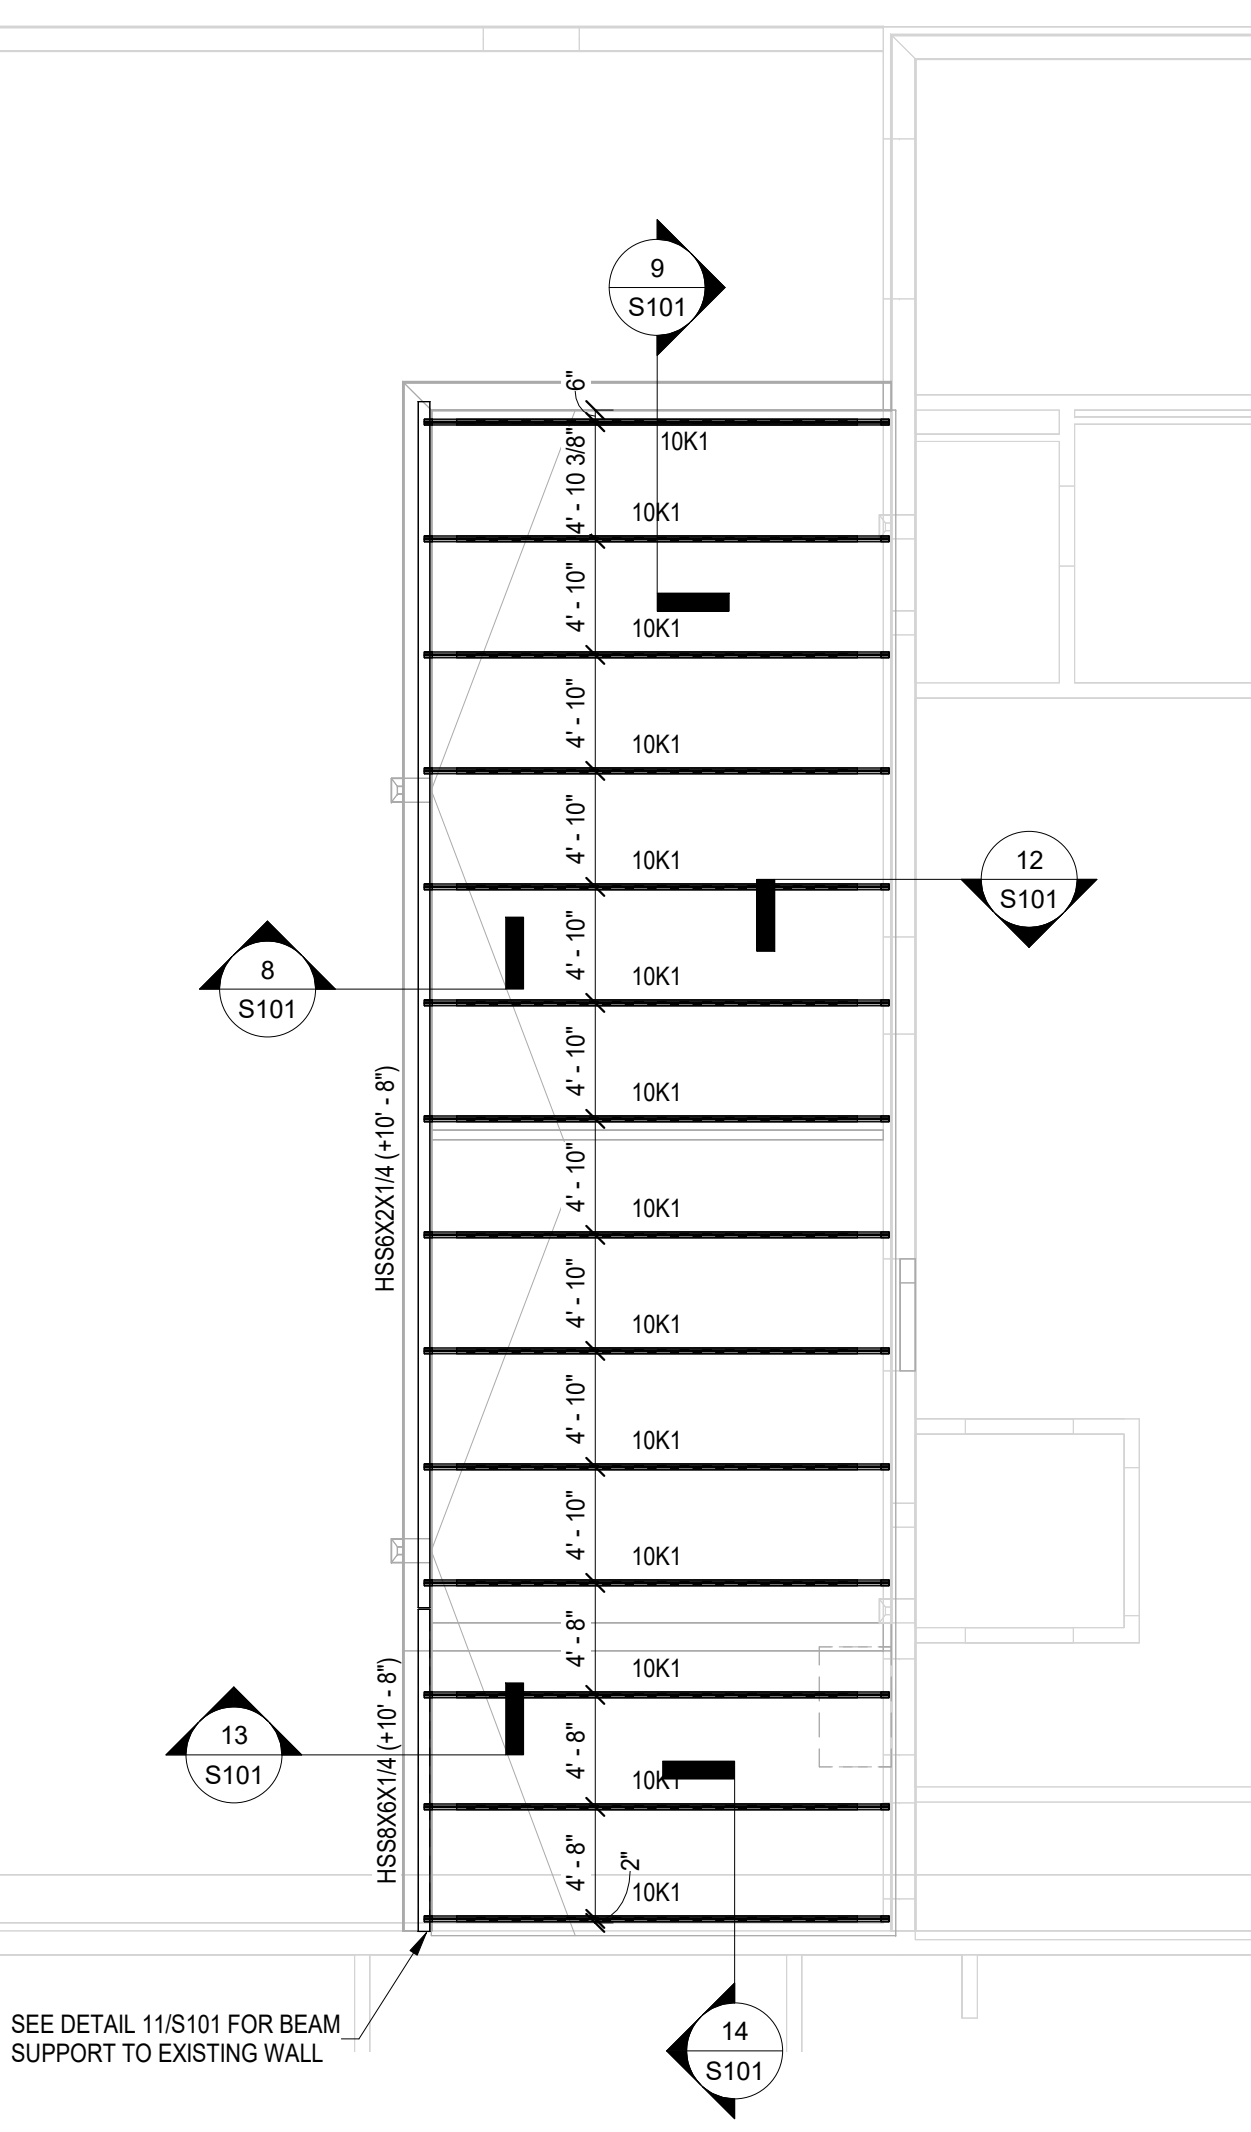 9
S101
6"
10K1
4' - 10 3/8"
10K1
4' - 10"
10K1
4' - 10"
10K1
4' - 10"
10K1
12
S101
4' - 10"
10K1
8
S101
4' - 10"
10K1
HSS6X2X1/4 (+10' - 8")
4' - 10"
10K1
4' - 10"
10K1
4' - 10"
10K1
4' - 10"
10K1
4' - 8"
10K1
HSS8X6X1/4 (+10' - 8")
13
S101
4' - 8"
10K1
4' - 8"
2"
10K1
SEE DETAIL 11/S101 FOR BEAM
SUPPORT TO EXISTING WALL
14
S101